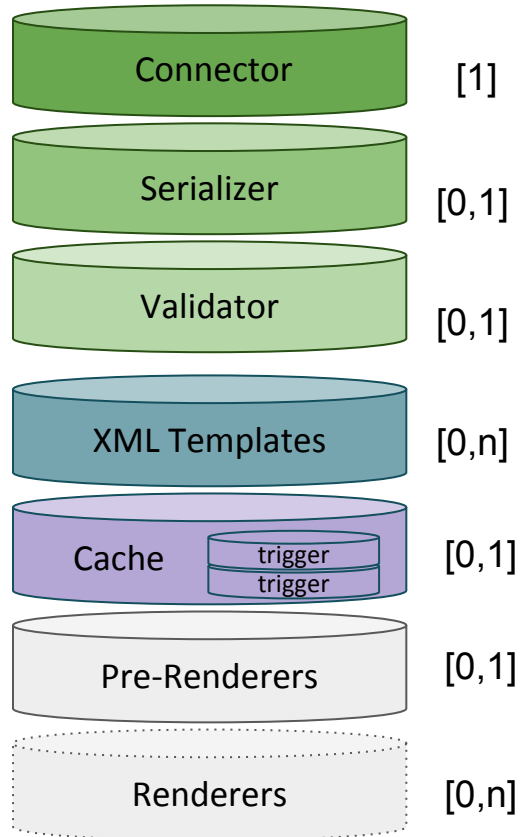 Connector [1]
Serializer [0,1]
Validator [0,1]
XML Templates [0,n]
Cache trigger [0,1]
trigger
Pre-Renderers [0,1]
Renderers [0,n]